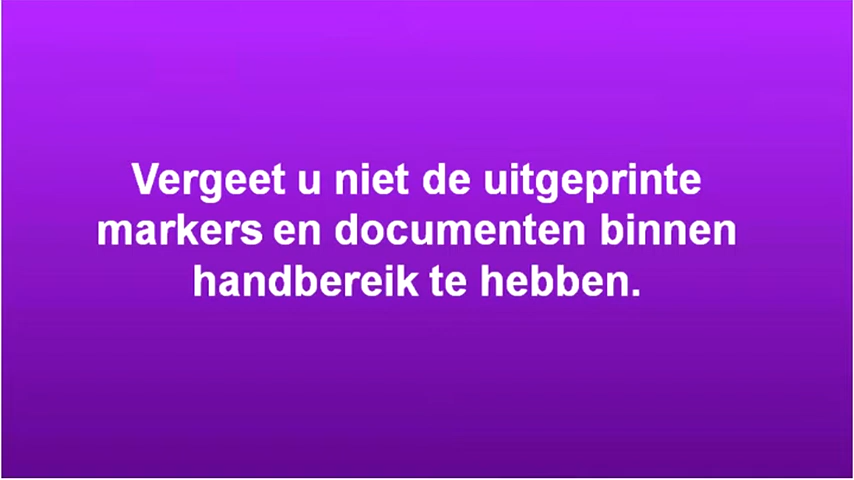 Vergeet u niet de uitgeprinte
markers en documenten binnen
handbereik te hebben.